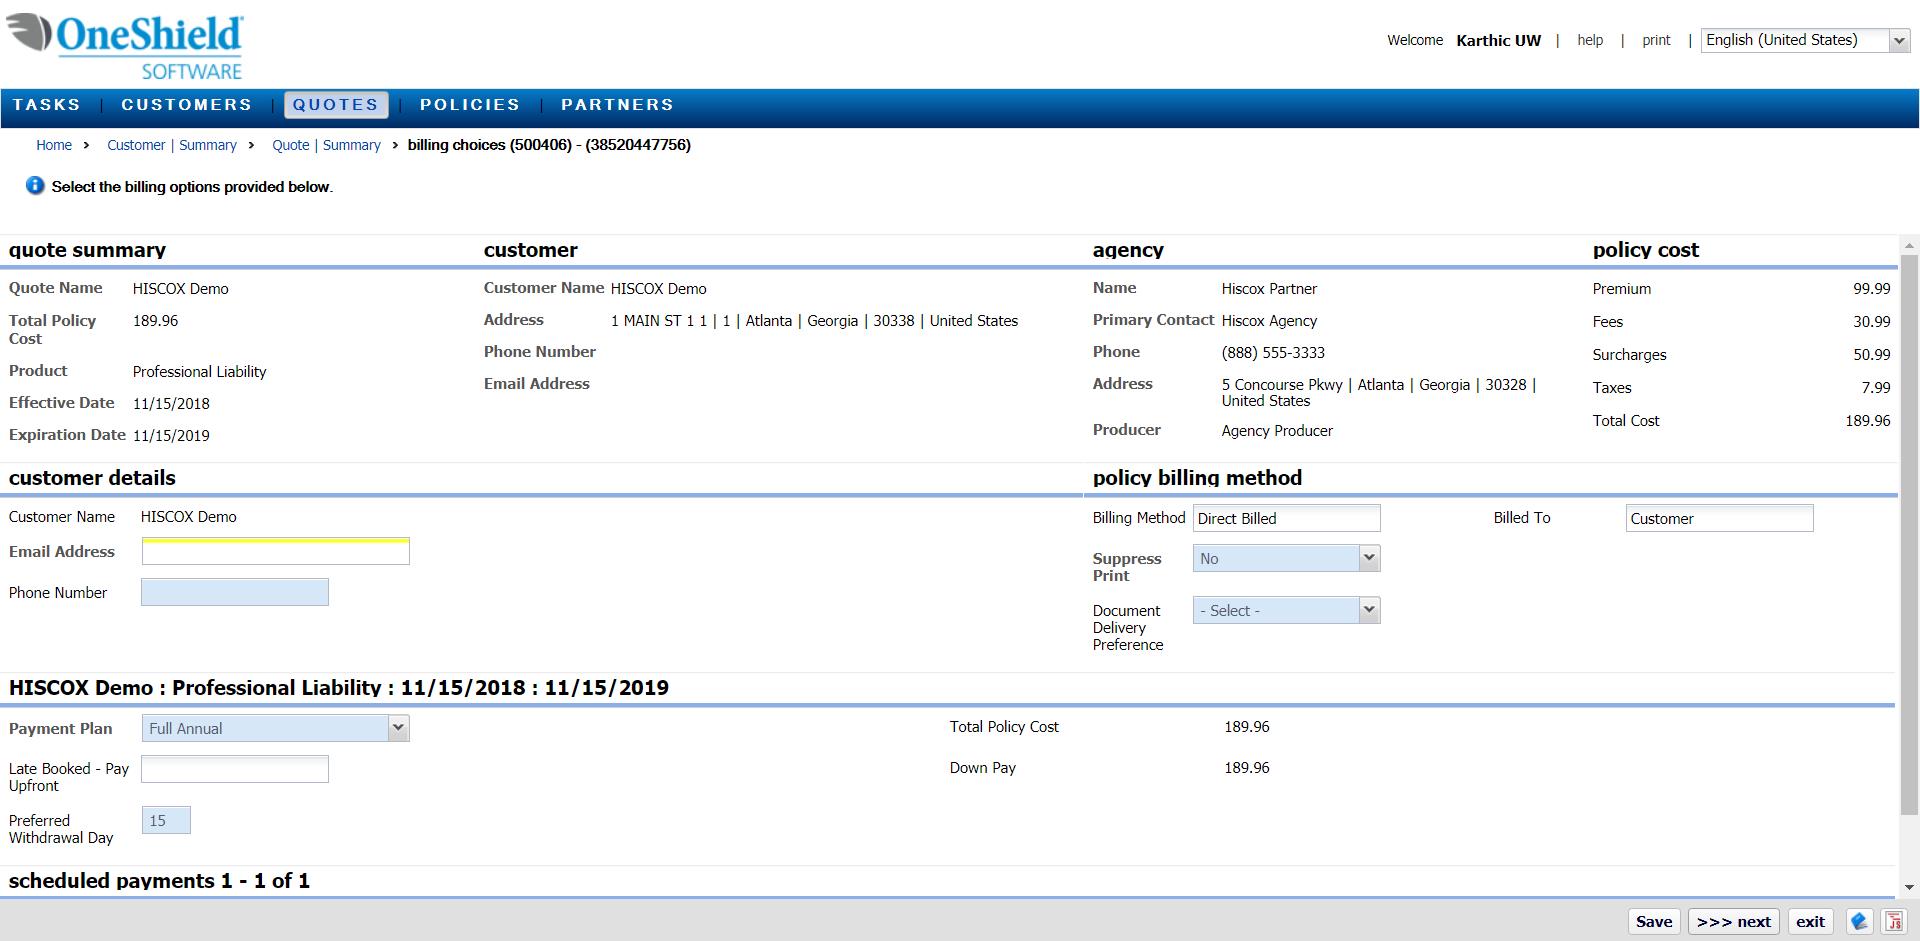 OneShield
SOFTWARE
Welcome Karthic UW | help | print | English (United States)
TASKS | CUSTOMERS | QUOTES | POLICIES | PARTNERS
Home › Customer | Summary › Quote | Summary › billing choices (500406) - (38520447756)
Select the billing options provided below.
quote summary
Quote Name HISCOX Demo
Total Policy
Cost
189.96
Product Professional Liability
Effective Date 11/15/2018
Expiration Date 11/15/2019
customer
Customer Name HISCOX Demo
Address 1 MAIN ST 1 1 | 1 | Atlanta | Georgia | 30338 | United States
Phone Number
Email Address
agency
Name Hiscox Partner
Primary Contact Hiscox Agency
Phone (888) 555-3333
Address 5 Concourse Pkwy | Atlanta | Georgia | 30328 |
United States
Producer Agency Producer
policy cost
Premium 99.99
Fees 30.99
Surcharges 50.99
Taxes 7.99
Total Cost 189.96
customer details
Customer Name HISCOX Demo
Email Address
Phone Number
policy billing method
Billing Method Direct Billed Billed To Customer
Suppress
Print
No
Document
Delivery
Preference
- Select -
HISCOX Demo : Professional Liability : 11/15/2018 : 11/15/2019
Payment Plan Full Annual Total Policy Cost 189.96
Late Booked - Pay
Upfront
Down Pay 189.96
Preferred
Withdrawal Day
15
scheduled payments 1 - 1 of 1
Save >>> next exit
JS